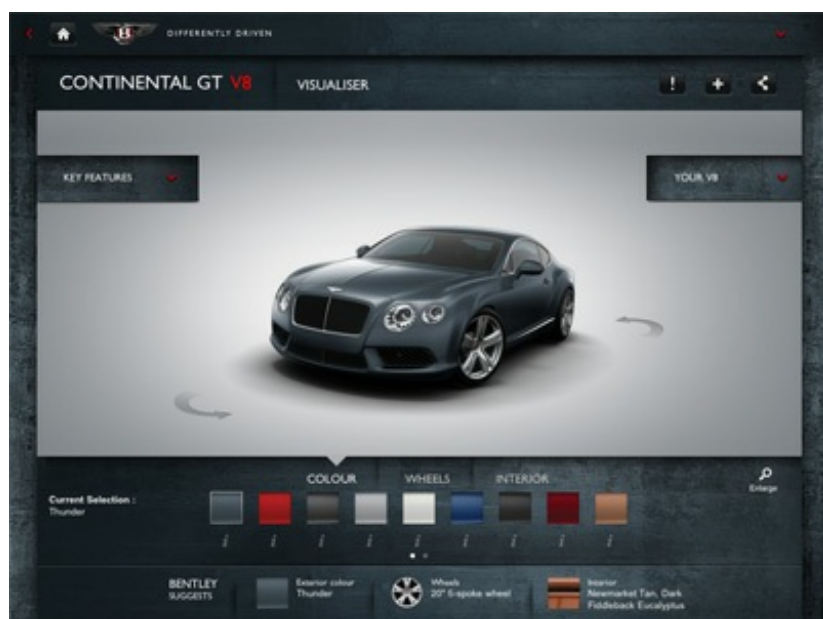 B
DIFFERENTLY DRIVEN
CONTINENTAL GT V8
VISUALISER
! +
KEY FEATURES
YOUR V8
COLOUR
WHEELS
INTERIOR
Current Selection :
Thunder
Enlarge
i i i i i i i i i
BENTLEY
SUGGESTS
Exterior colour
Thunder
Wheels
20" 5-spoke wheel
Interior
Newmarket Tan, Dark
Fiddleback Eucalyptus